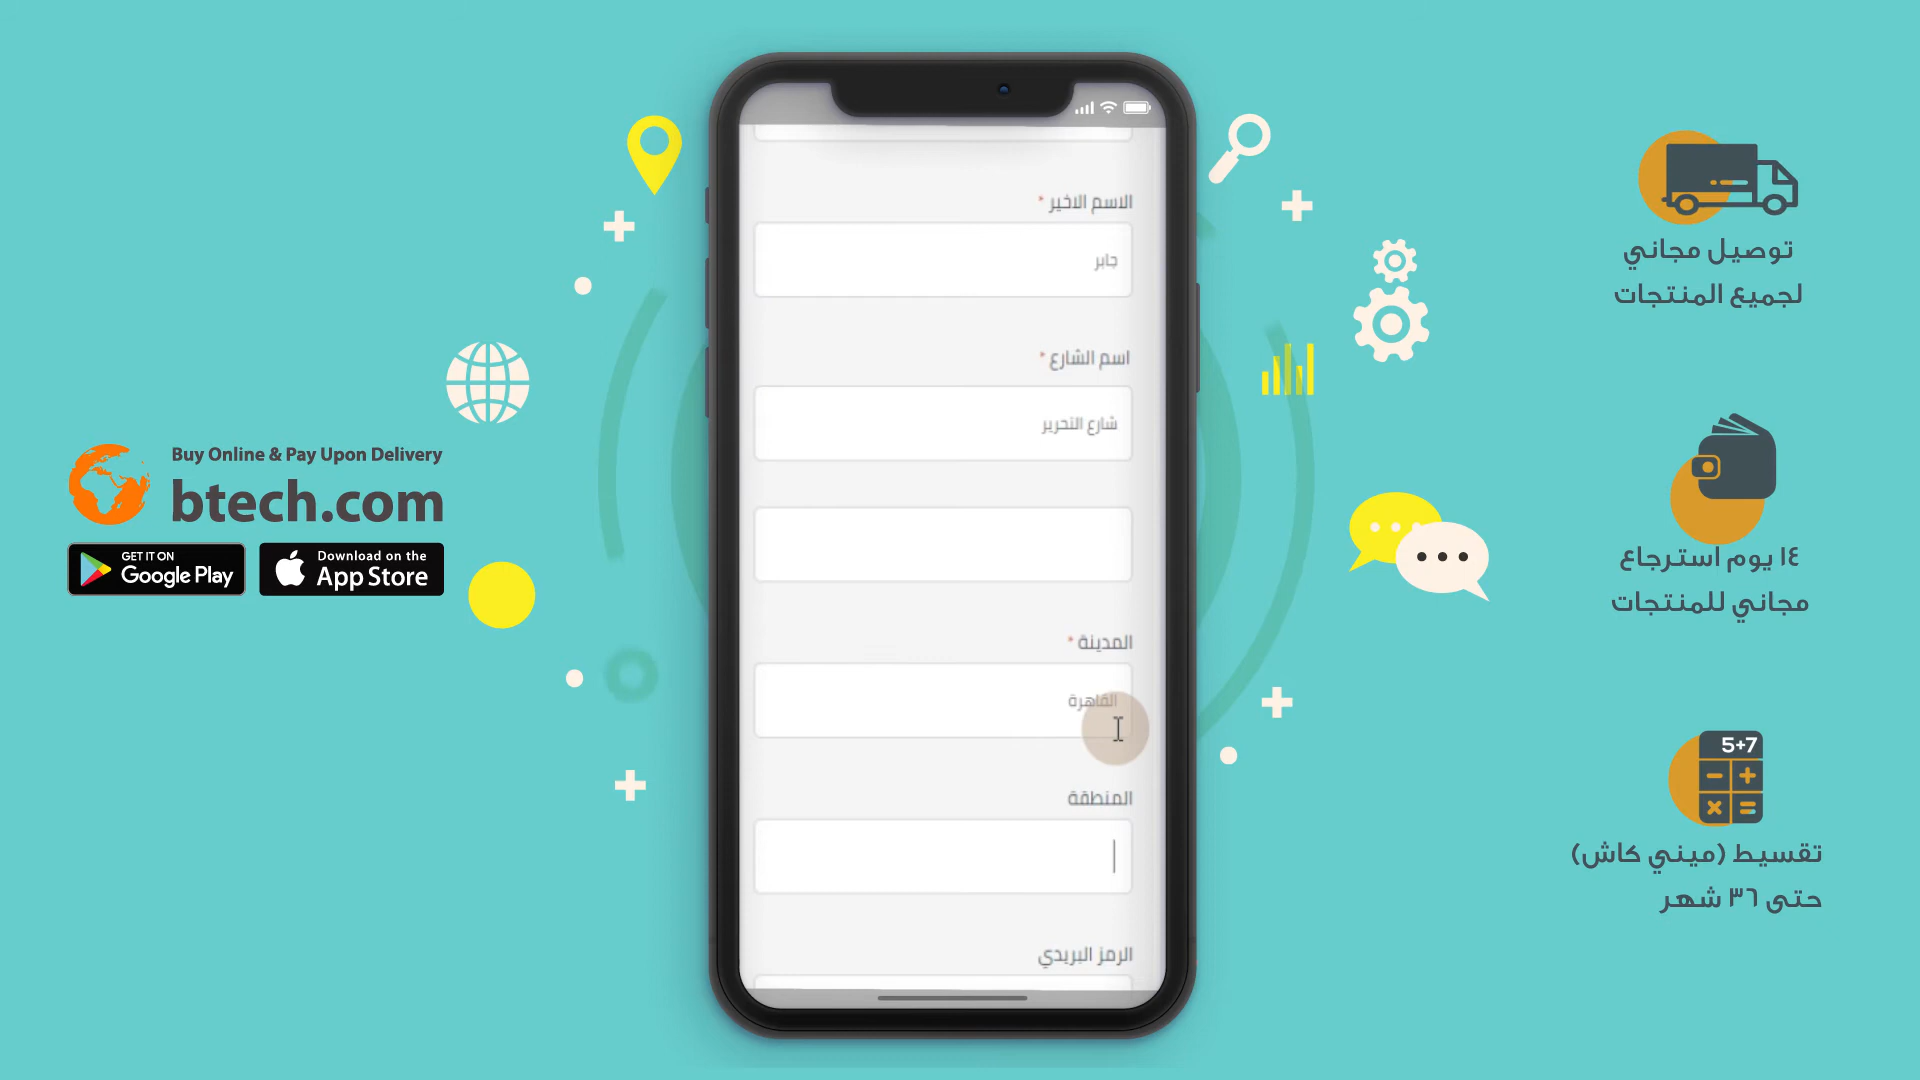 Buy Online & Pay Upon Delivery
btech.com
GET IT ON
Google Play
Download on the
App Store
الاسم الاخير *
جابر
اسم الشارع *
شارع التحرير
المدينة *
القاهرة
المنطقة
الرمز البريدي
توصيل مجاني
لجميع المنتجات
١٤ يوم استرجاع
مجاني للمنتجات
5+7
تقسيط (ميني كاش)
حتى ٣٦ شهر